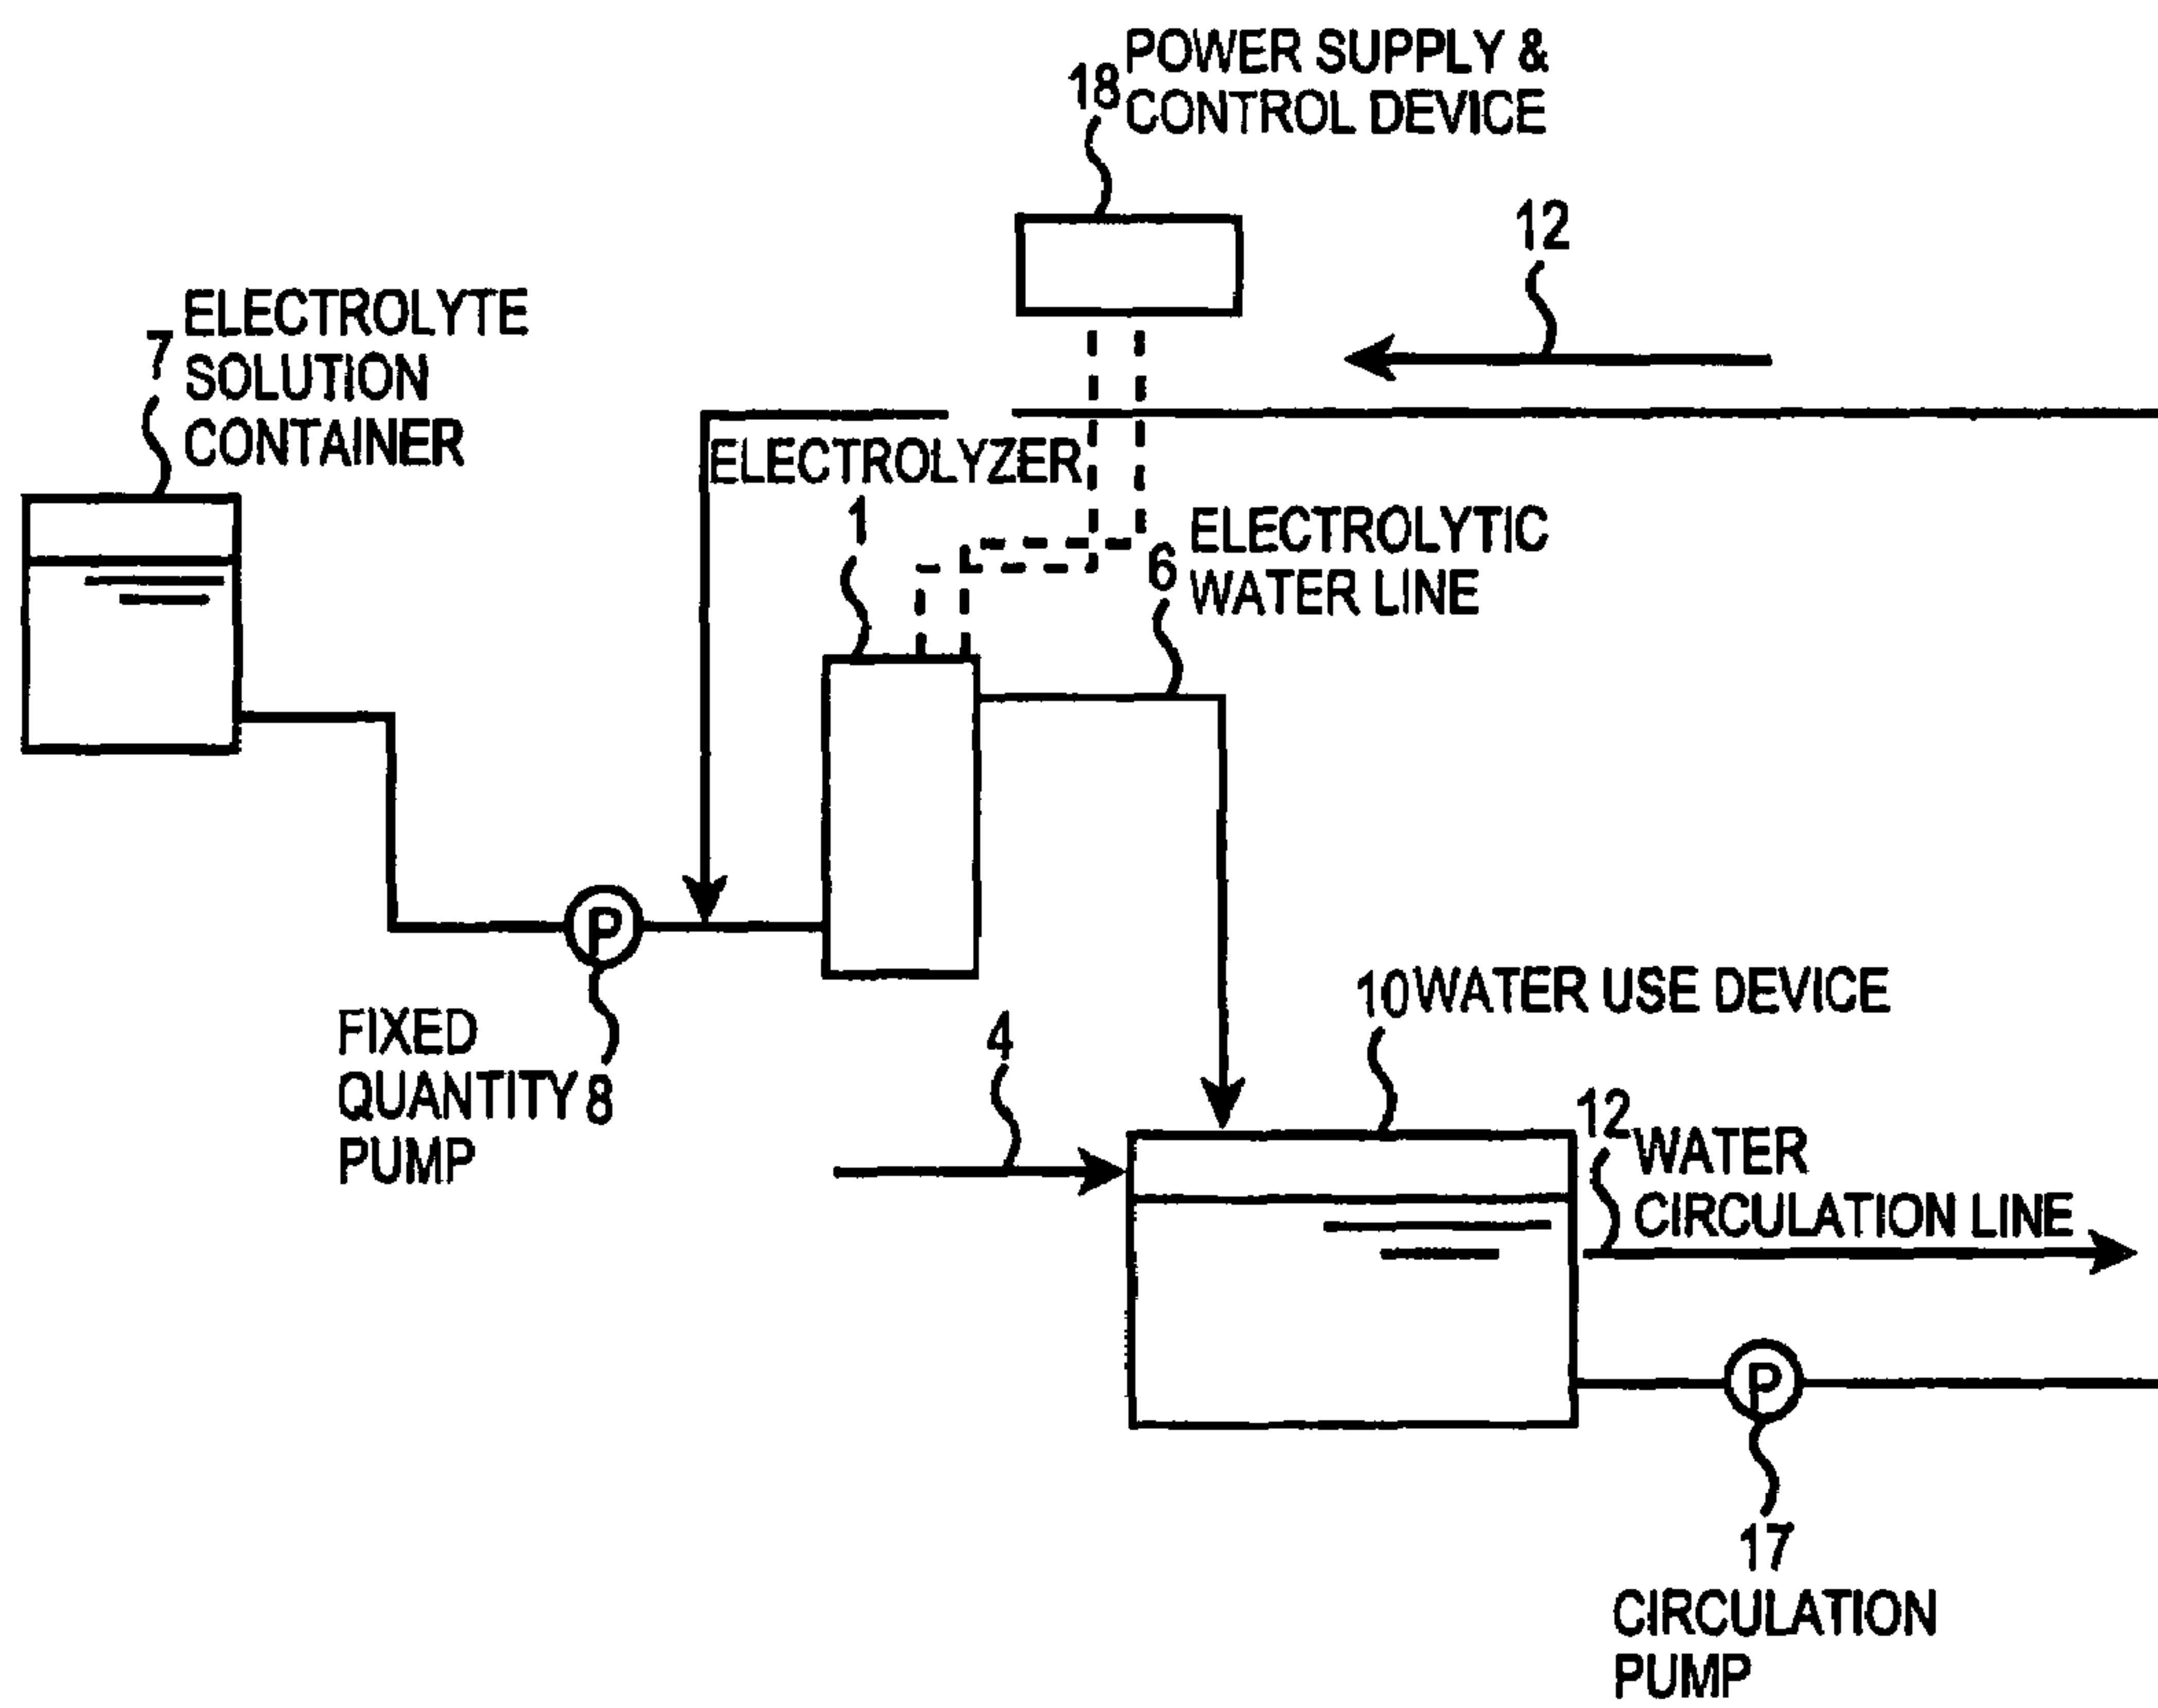 18 POWER SUPPLY &
CONTROL DEVICE
12
7 ELECTROLYTE
SOLUTION
CONTAINER
ELECTROLYZER
1
6 ELECTROLYTIC
WATER LINE
P
FIXED
QUANTITY 8
PUMP
4
10 WATER USE DEVICE
12 WATER
CIRCULATION LINE
P
17
CIRCULATION
PUMP